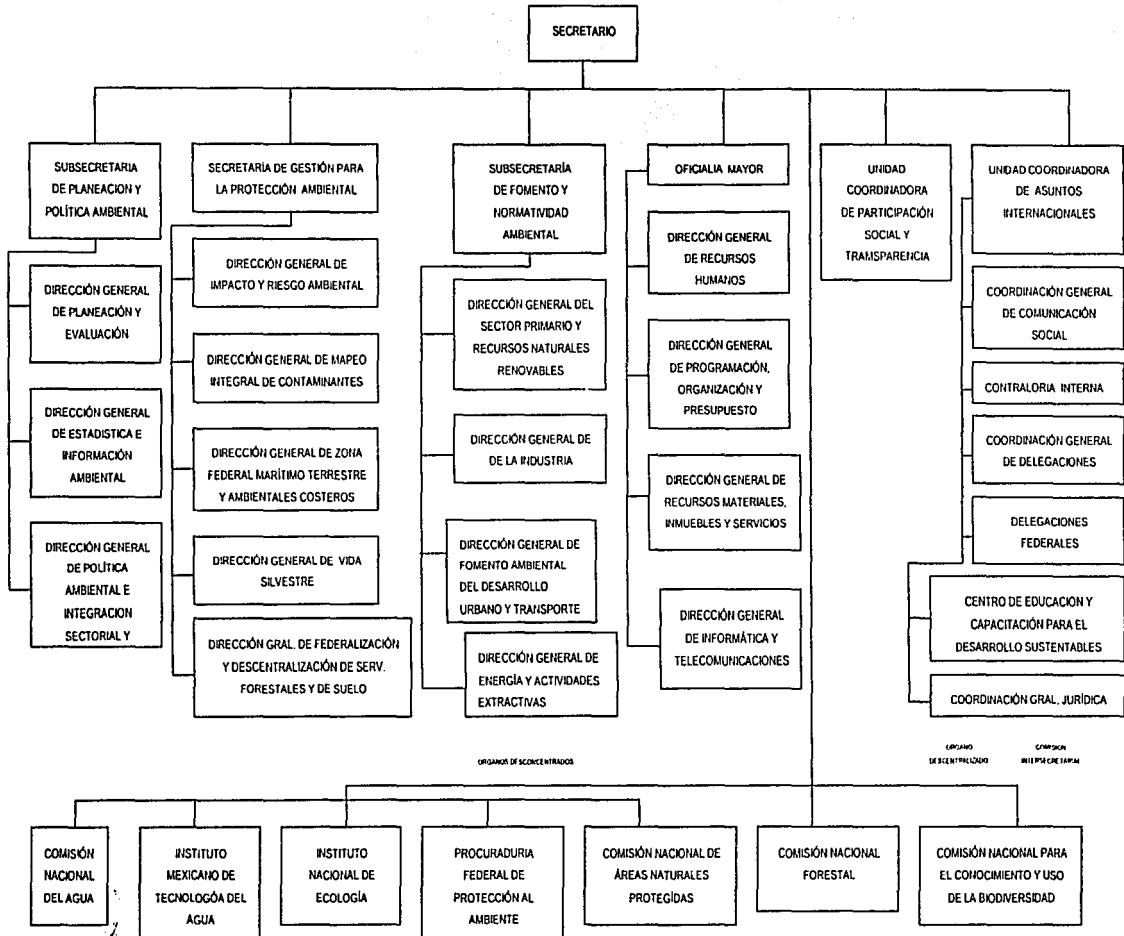 SECRETARIO
SUBSECRETARIA
DE PLANEACION Y
POLÍTICA AMBIENTAL
DIRECCIÓN GENERAL
DE PLANEACIÓN Y
EVALUACIÓN
DIRECCIÓN GENERAL
DE ESTADISTICA E
INFORMACIÓN
AMBIENTAL
DIRECCIÓN GENERAL
DE POLÍTICA
AMBIENTAL E
INTEGRACION
SECTORIAL Y
SECRETARÍA DE GESTIÓN PARA
LA PROTECCIÓN AMBIENTAL
DIRECCIÓN GENERAL DE
IMPACTO Y RIESGO AMBIENTAL
DIRECCIÓN GENERAL DE MAPEO
INTEGRAL DE CONTAMINANTES
DIRECCIÓN GENERAL DE ZONA
FEDERAL MARÍTIMO TERRESTRE
Y AMBIENTALES COSTEROS
DIRECCIÓN GENERAL DE VIDA
SILVESTRE
DIRECCIÓN GRAL. DE FEDERALIZACIÓN
Y DESCENTRALIZACIÓN DE SERV.
FORESTALES Y DE SUELO
SUBSECRETARÍA
DE FOMENTO Y
NORMATIVIDAD
AMBIENTAL
DIRECCIÓN GENERAL DEL
SECTOR PRIMARIO Y
RECURSOS NATURALES
RENOVABLES
DIRECCIÓN GENERAL DE
DE LA INDUSTRIA
DIRECCIÓN GENERAL DE
FOMENTO AMBIENTAL
DEL DESARROLLO
URBANO Y TRANSPORTE
DIRECCIÓN GENERAL DE
ENERGÍA Y ACTIVIDADES
EXTRACTIVAS
OFICIALIA MAYOR
DIRECCIÓN GENERAL
DE RECURSOS
HUMANOS
DIRECCIÓN GENERAL
DE PROGRAMACIÓN,
ORGANIZACIÓN Y
PRESUPUESTO
DIRECCIÓN GENERAL DE
RECURSOS MATERIALES,
INMUEBLES Y SERVICIOS
DIRECCIÓN GENERAL
DE INFORMÁTICA Y
TELECOMUNICACIONES
UNIDAD
COORDINADORA
DE PARTICIPACIÓN
SOCIAL Y
TRANSPARENCIA
UNIDAD COORDINADORA
DE ASUNTOS
INTERNACIONALES
COORDINACIÓN GENERAL
DE COMUNICACIÓN
SOCIAL
CONTRALORIA INTERNA
COORDINACIÓN GENERAL
DE DELEGACIONES
DELEGACIONES
FEDERALES
CENTRO DE EDUCACION Y
CAPACITACIÓN PARA EL
DESARROLLO SUSTENTABLES
COORDINACIÓN GRAL. JURÍDICA
ORGANOS DESCONCENTRADOS
ORGANO
DESCENTRALIZADO
COMISION
INTERSECRETARIAL
COMISIÓN
NACIONAL
DEL AGUA
INSTITUTO
MEXICANO DE
TECNOLOGÓA DEL
AGUA
INSTITUTO
NACIONAL DE
ECOLOGÍA
PROCURADURIA
FEDERAL DE
PROTECCIÓN AL
AMBIENTE
COMISIÓN NACIONAL DE
ÁREAS NATURALES
PROTEGÍDAS
COMISIÓN NACIONAL
FORESTAL
COMISIÓN NACIONAL PARA
EL CONOCIMIENTO Y USO
DE LA BIODIVERSIDAD